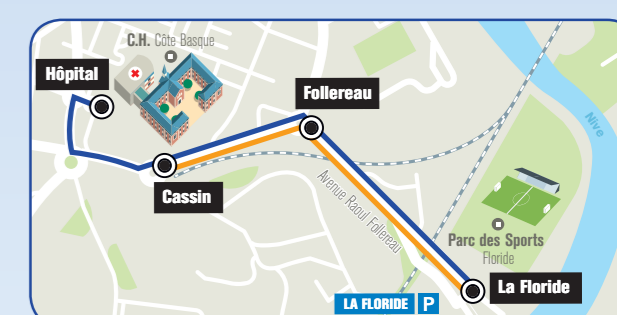 C.H. Côte Basque
Hôpital
Follereau
Cassin
Avenue Raoul Follereau
Nive
Parc des Sports
Floride
La Floride
LA FLORIDE P